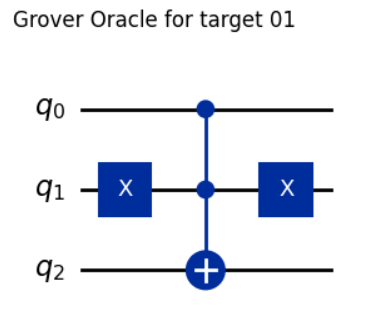 Grover Oracle for target 01
q0
q1 X X
q2